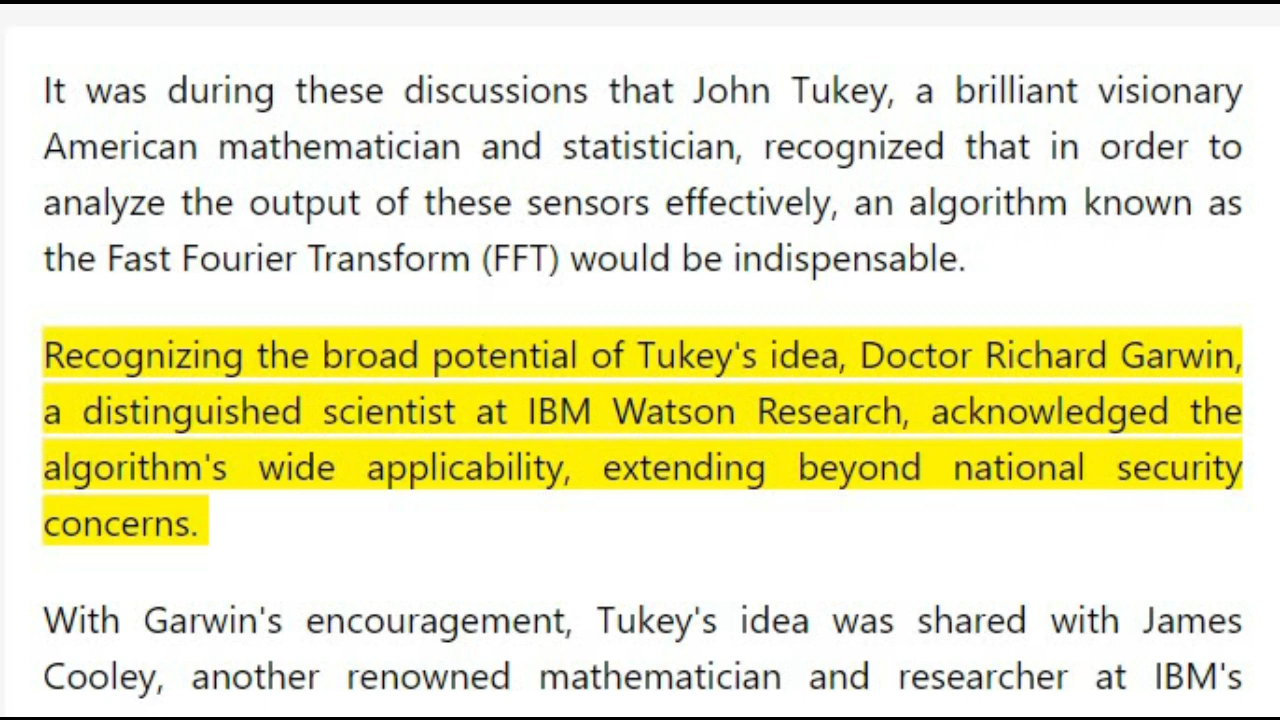 It was during these discussions that John Tukey, a brilliant visionary
American mathematician and statistician, recognized that in order to
analyze the output of these sensors effectively, an algorithm known as
the Fast Fourier Transform (FFT) would be indispensable.
Recognizing the broad potential of Tukey's idea, Doctor Richard Garwin,
a distinguished scientist at IBM Watson Research, acknowledged the
algorithm's wide applicability, extending beyond national security
concerns.
With Garwin's encouragement, Tukey's idea was shared with James
Cooley, another renowned mathematician and researcher at IBM's